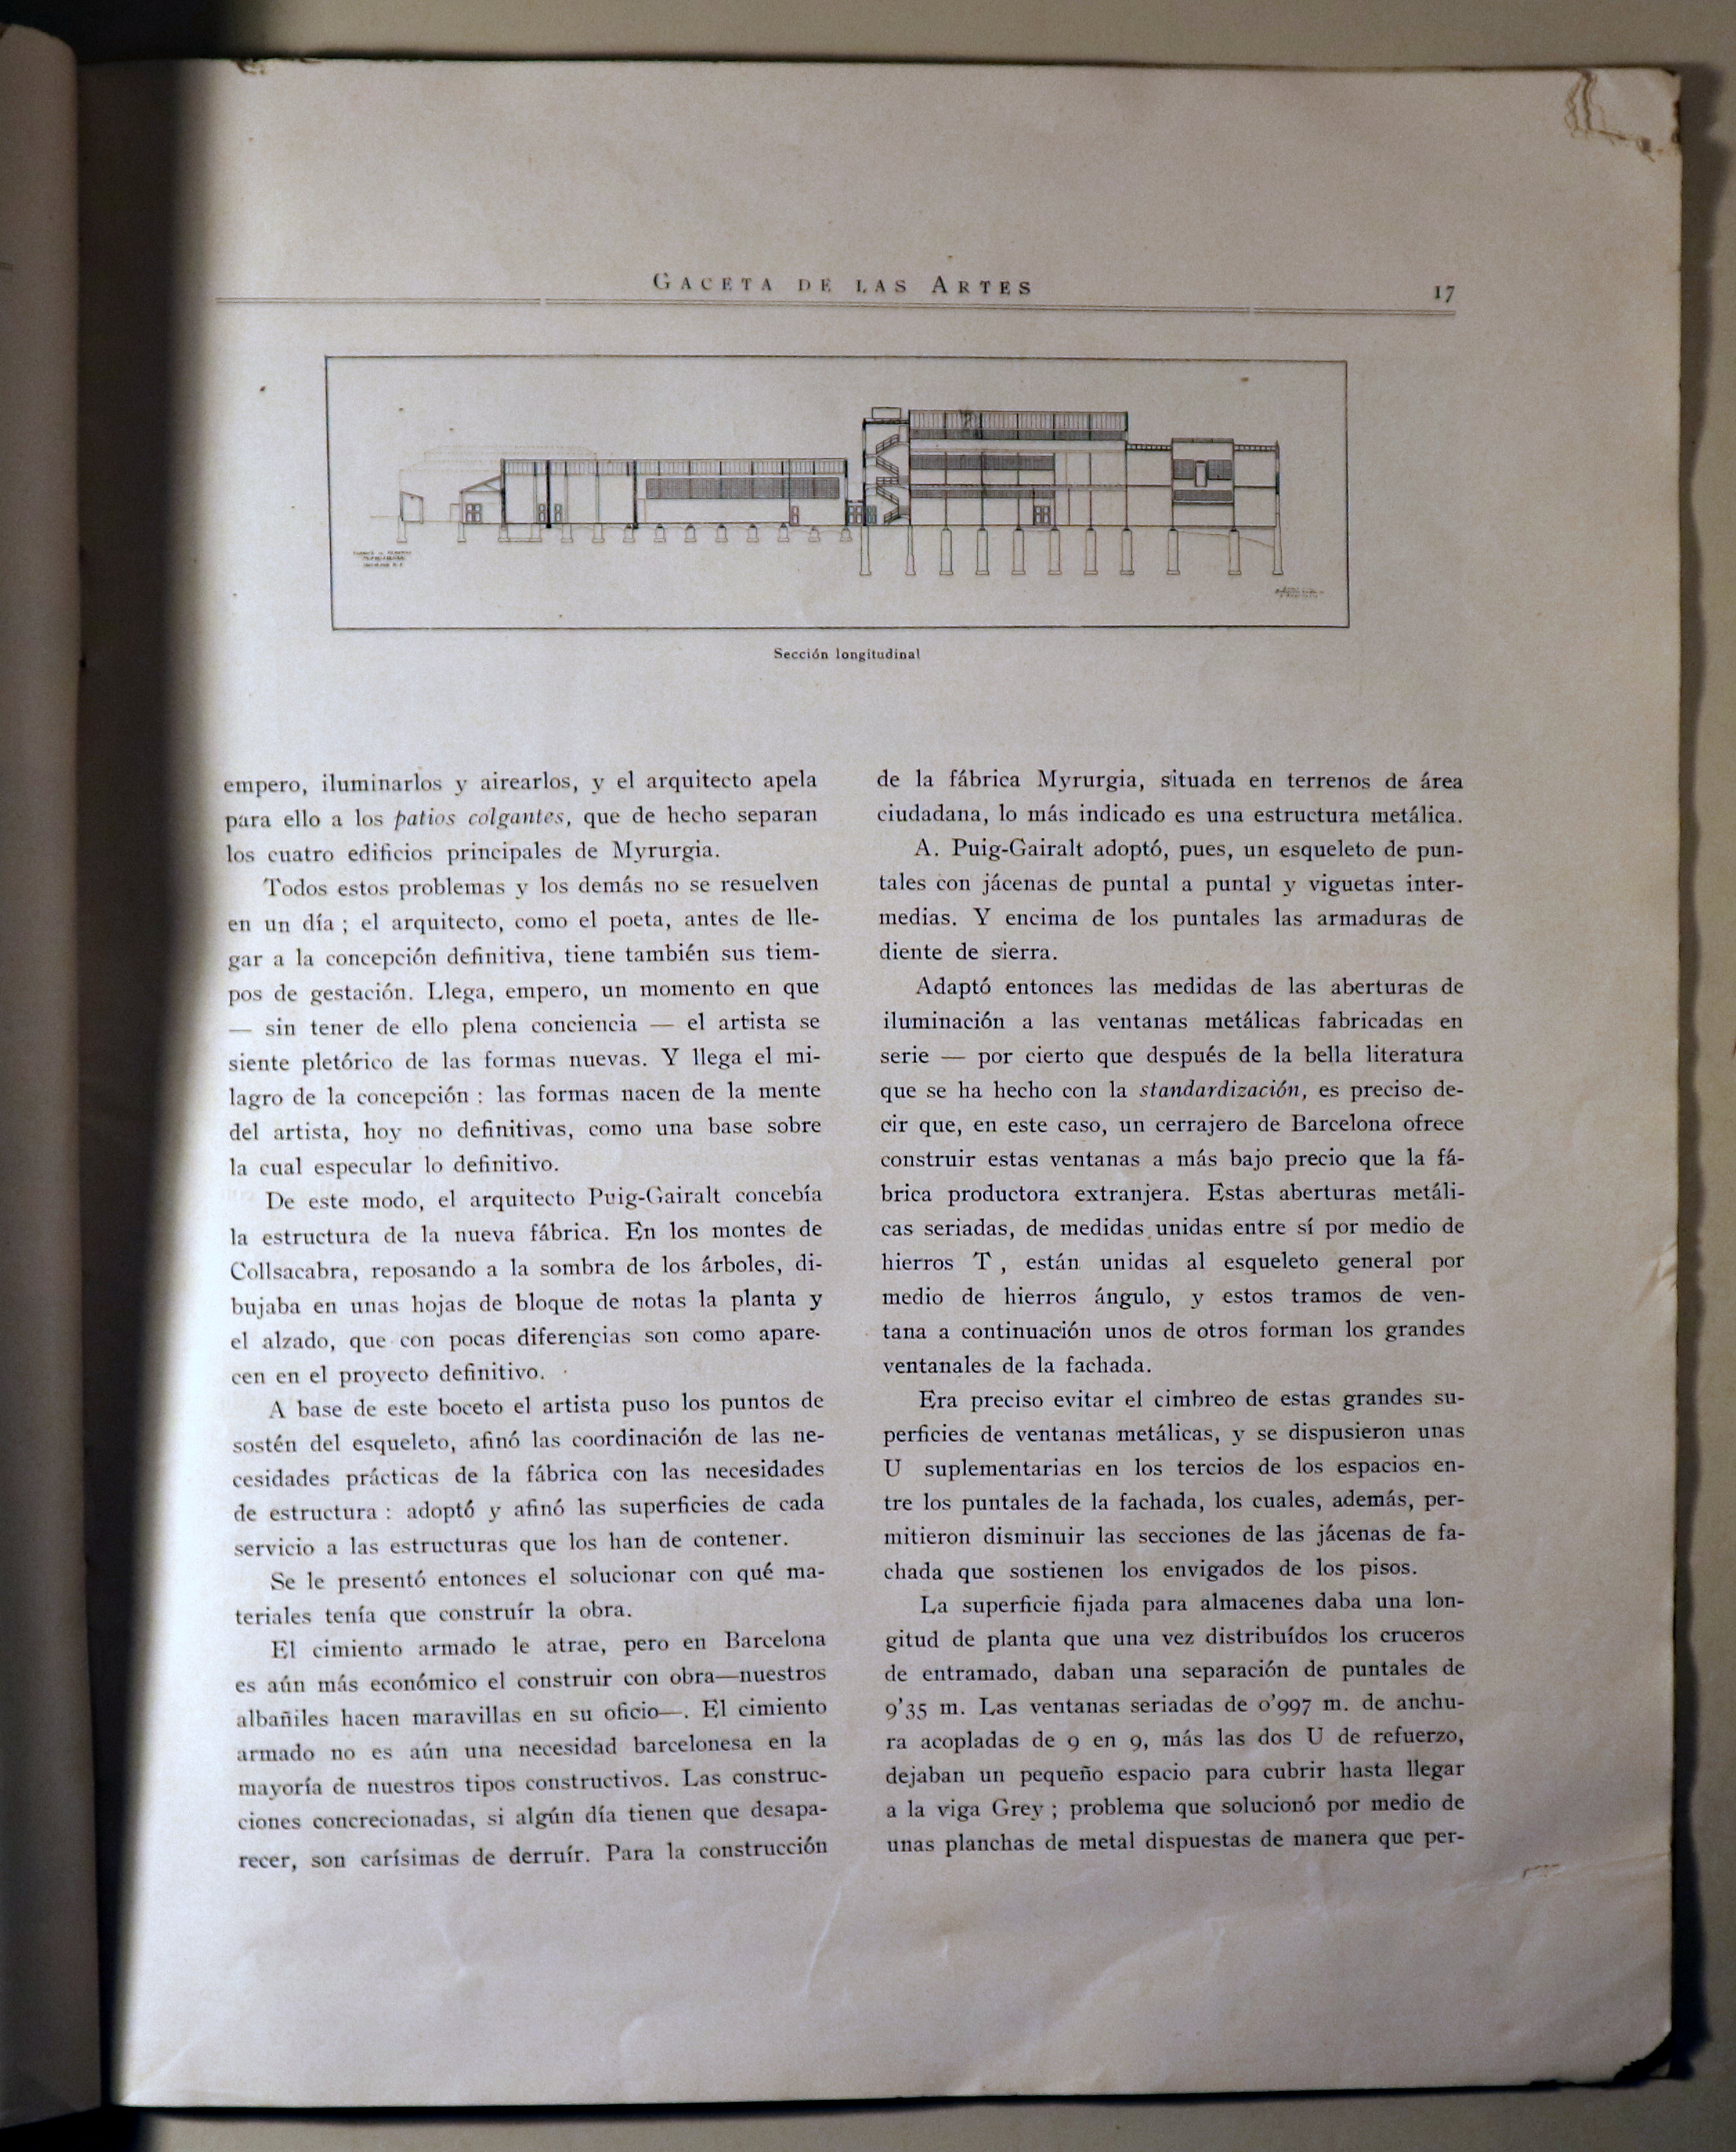 GACETA DE LAS ARTES
17
Sección longitudinal
empero, iluminarlos y airearlos, y el arquitecto apela
para ello a los patios colgantes, que de hecho separan
los cuatro edificios principales de Myrurgia.
Todos estos problemas y los demás no se resuelven
en un día ; el arquitecto, como el poeta, antes de lle-
gar a la concepción definitiva, tiene también sus tiem-
pos de gestación. Llega, empero, un momento en que
— sin tener de ello plena conciencia — el artista se
siente pletórico de las formas nuevas. Y llega el mi-
lagro de la concepción : las formas nacen de la mente
del artista, hoy no definitivas, como una base sobre
la cual especular lo definitivo.
De este modo, el arquitecto Puig-Gairalt concebía
la estructura de la nueva fábrica. En los montes de
Collsacabra, reposando a la sombra de los árboles, di-
bujaba en unas hojas de bloque de notas la planta y
el alzado, que con pocas diferencias son como apare-
cen en el proyecto definitivo.
A base de este boceto el artista puso los puntos de
sostén del esqueleto, afinó las coordinación de las ne-
cesidades prácticas de la fábrica con las necesidades
de estructura : adoptó y afinó las superficies de cada
servicio a las estructuras que los han de contener.
Se le presentó entonces el solucionar con qué ma-
teriales tenía que construír la obra.
El cimiento armado le atrae, pero en Barcelona
es aún más económico el construir con obra—nuestros
albañiles hacen maravillas en su oficio—. El cimiento
armado no es aún una necesidad barcelonesa en la
mayoría de nuestros tipos constructivos. Las construc-
ciones concrecionadas, si algún día tienen que desapa-
recer, son carísimas de derruír. Para la construcción
de la fábrica Myrurgia, situada en terrenos de área
ciudadana, lo más indicado es una estructura metálica.
A. Puig-Gairalt adoptó, pues, un esqueleto de pun-
tales con jácenas de puntal a puntal y viguetas inter-
medias. Y encima de los puntales las armaduras de
diente de sierra.
Adaptó entonces las medidas de las aberturas de
iluminación a las ventanas metálicas fabricadas en
serie — por cierto que después de la bella literatura
que se ha hecho con la standardización, es preciso de-
cir que, en este caso, un cerrajero de Barcelona ofrece
construir estas ventanas a más bajo precio que la fá-
brica productora extranjera. Estas aberturas metáli-
cas seriadas, de medidas unidas entre sí por medio de
hierros T , están unidas al esqueleto general por
medio de hierros ángulo, y estos tramos de ven-
tana a continuación unos de otros forman los grandes
ventanales de la fachada.
Era preciso evitar el cimbreo de estas grandes su-
perficies de ventanas metálicas, y se dispusieron unas
U suplementarias en los tercios de los espacios en-
tre los puntales de la fachada, los cuales, además, per-
mitieron disminuir las secciones de las jácenas de fa-
chada que sostienen los envigados de los pisos.
La superficie fijada para almacenes daba una lon-
gitud de planta que una vez distribuídos los cruceros
de entramado, daban una separación de puntales de
9'35 m. Las ventanas seriadas de 0'997 m. de anchu-
ra acopladas de 9 en 9, más las dos U de refuerzo,
dejaban un pequeño espacio para cubrir hasta llegar
a la viga Grey ; problema que solucionó por medio de
unas planchas de metal dispuestas de manera que per-